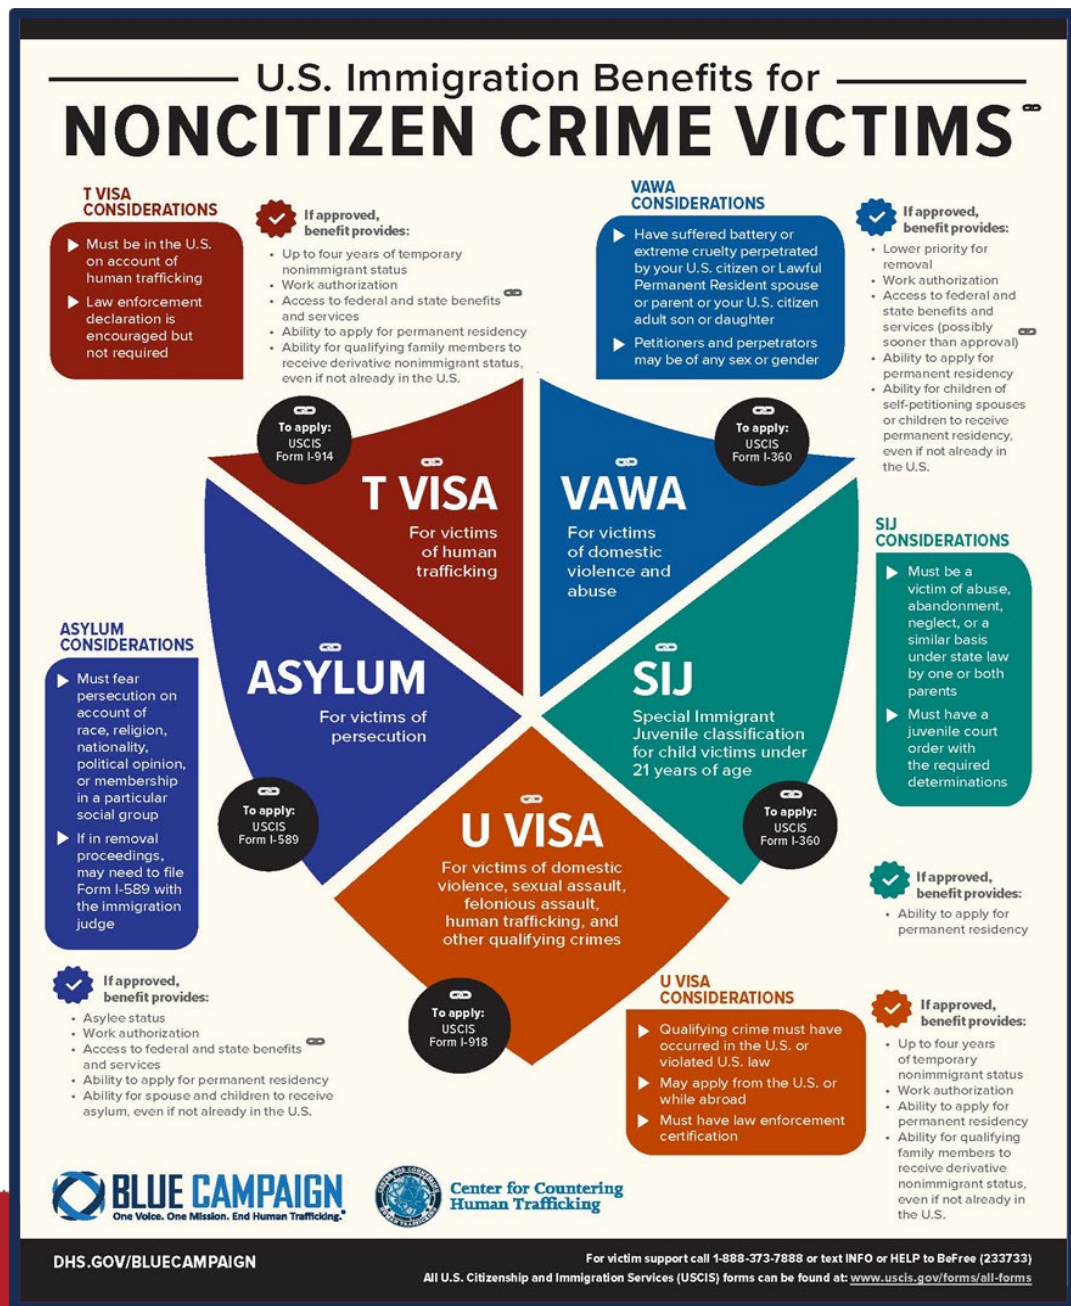 U.S. Immigration Benefits for
NONCITIZEN CRIME VICTIMS
T VISA
CONSIDERATIONS
Must be in the U.S.
on account of
human trafficking
Law enforcement
declaration is
encouraged but
not required
If approved,
benefit provides:
• Up to four years of temporary
nonimmigrant status
• Work authorization
• Access to federal and state benefits
and services
• Ability to apply for permanent residency
• Ability for qualifying family members to
receive derivative nonimmigrant status,
even if not already in the U.S.
VAWA
CONSIDERATIONS
Have suffered battery or
extreme cruelty perpetrated
by your U.S. citizen or Lawful
Permanent Resident spouse
or parent or your U.S. citizen
adult son or daughter
Petitioners and perpetrators
may be of any sex or gender
If approved,
benefit provides:
• Lower priority for
removal
• Work authorization
• Access to federal and
state benefits and
services (possibly
sooner than approval)
• Ability to apply for
permanent residency
• Ability for children of
self-petitioning spouses
or children to receive
permanent residency,
even if not already in
the U.S.
To apply:
USCIS
Form I-914
T VISA
For victims
of human
trafficking
To apply:
USCIS
Form I-360
VAWA
For victims
of domestic
violence and
abuse
SIJ
CONSIDERATIONS
Must be a
victim of abuse,
abandonment,
neglect, or a
similar basis
under state law
by one or both
parents
Must have a
juvenile court
order with
the required
determinations
ASYLUM
CONSIDERATIONS
Must fear
persecution on
account of
race, religion,
nationality,
political opinion,
or membership
in a particular
social group
If in removal
proceedings,
may need to file
Form I-589 with
the immigration
judge
ASYLUM
For victims of
persecution
To apply:
USCIS
Form I-589
SIJ
Special Immigrant
Juvenile classification
for child victims under
21 years of age
To apply:
USCIS
Form I-360
U VISA
For victims of domestic
violence, sexual assault,
felonious assault,
human trafficking, and
other qualifying crimes
To apply:
USCIS
Form I-918
If approved,
benefit provides:
• Ability to apply for
permanent residency
If approved,
benefit provides:
• Asylee status
• Work authorization
• Access to federal and state benefits
and services
• Ability to apply for permanent residency
• Ability for spouse and children to receive
asylum, even if not already in the U.S.
U VISA
CONSIDERATIONS
Qualifying crime must have
occurred in the U.S. or
violated U.S. law
May apply from the U.S. or
while abroad
Must have law enforcement
certification
If approved,
benefit provides:
• Up to four years
of temporary
nonimmigrant status
• Work authorization
• Ability to apply for
permanent residency
• Ability for qualifying
family members to
receive derivative
nonimmigrant status,
even if not already in
the U.S.
BLUE CAMPAIGN
One Voice. One Mission. End Human Trafficking.®
Center for Countering
Human Trafficking
DHS.GOV/BLUECAMPAIGN
For victim support call 1-888-373-7888 or text INFO or HELP to BeFree (233733)
All U.S. Citizenship and Immigration Services (USCIS) forms can be found at: www.uscis.gov/forms/all-forms